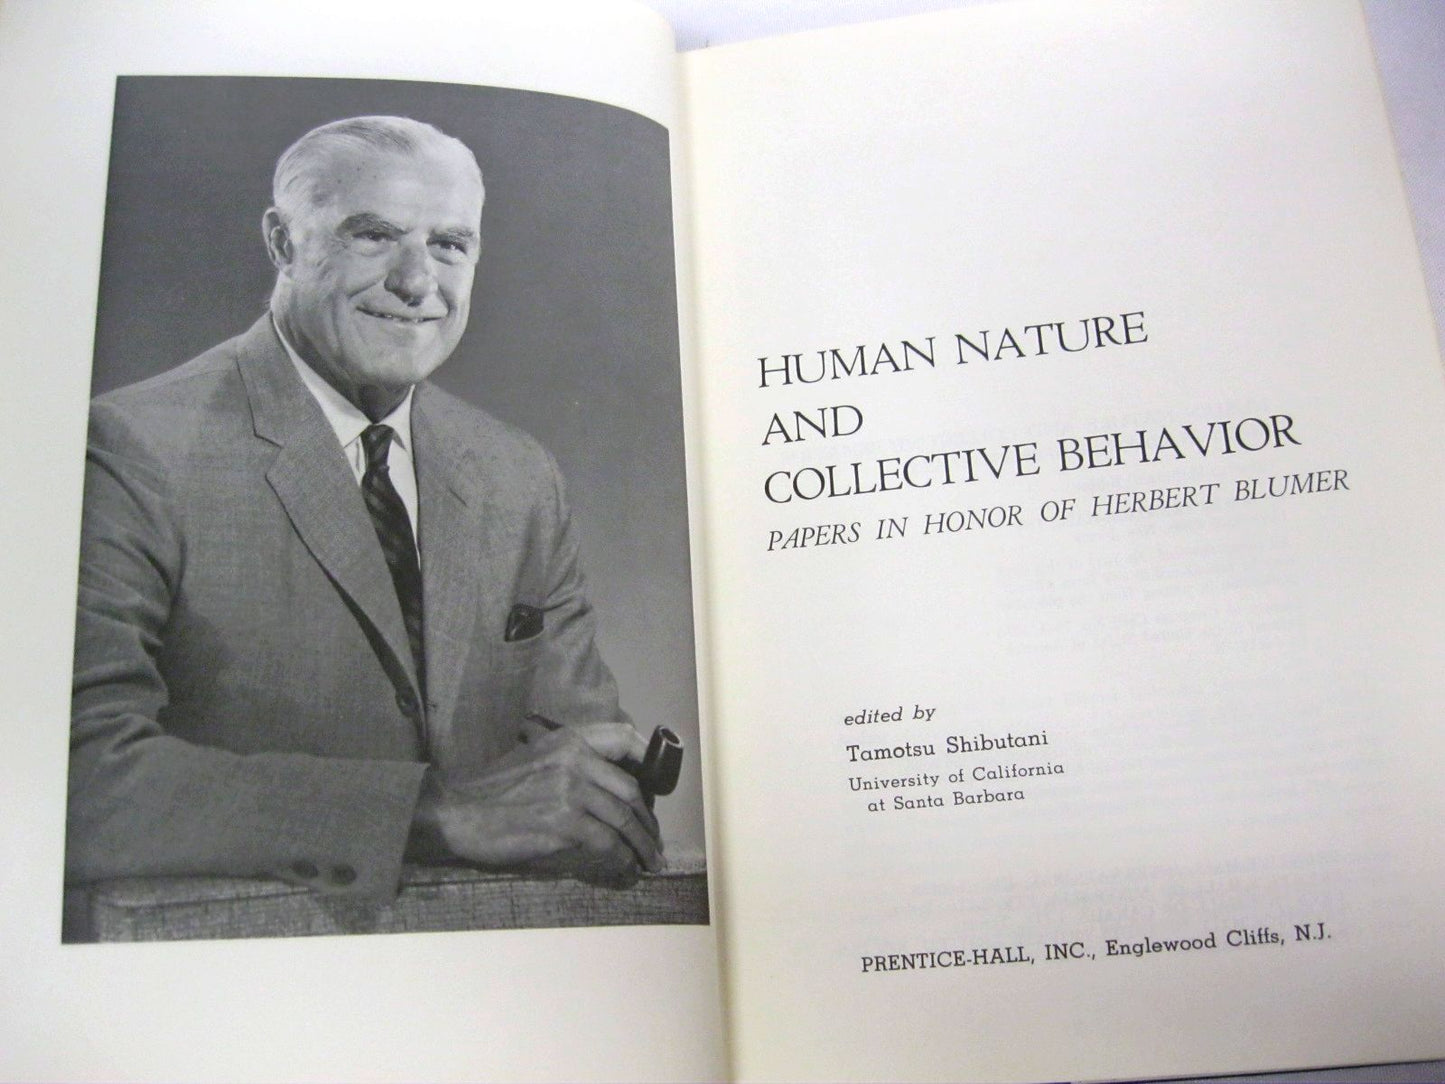 HUMAN NATURE
AND
COLLECTIVE BEHAVIOR
PAPERS IN HONOR OF HERBERT BLUMER
edited by
Tamotsu Shibutani
University of California
at Santa Barbara
PRENTICE-HALL, INC., Englewood Cliffs, N.J.